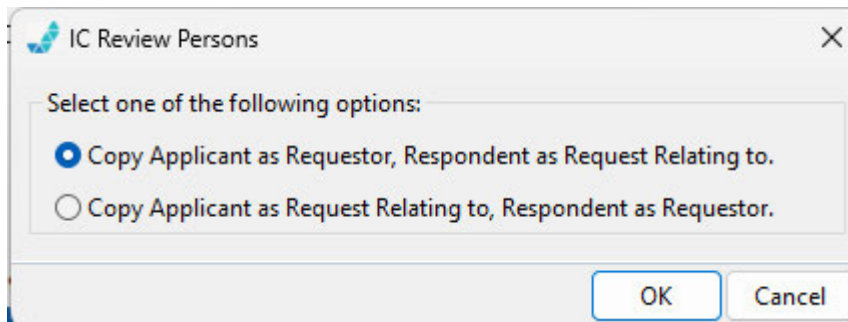 IC Review Persons
Select one of the following options:
Copy Applicant as Requestor, Respondent as Request Relating to.
Copy Applicant as Request Relating to, Respondent as Requestor.
OK
Cancel